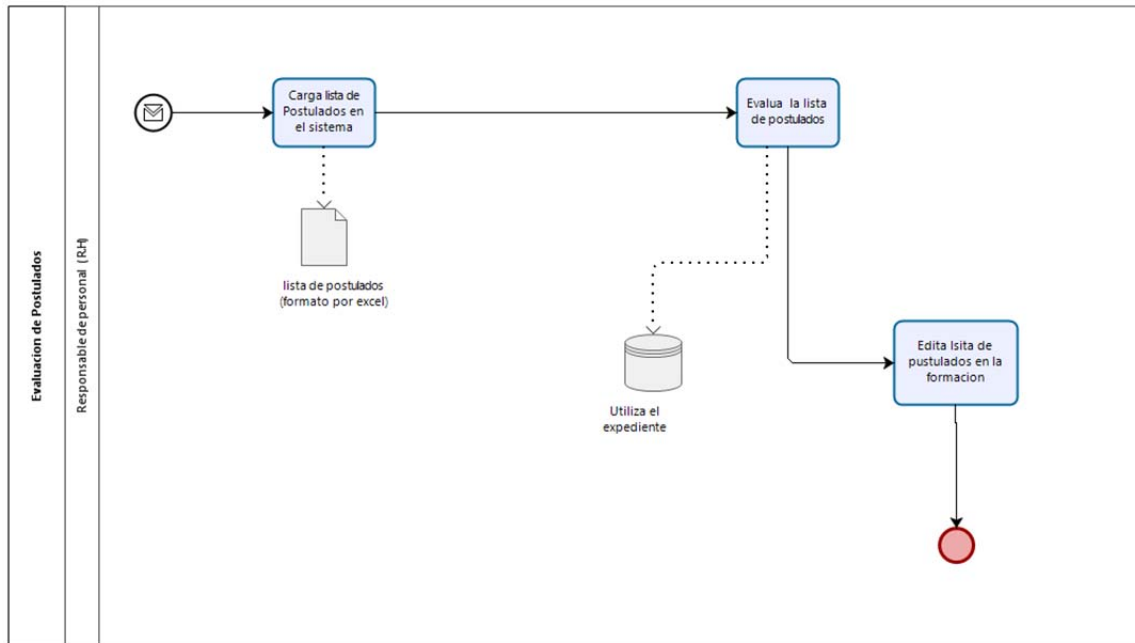 Evaluacion de Postulados
Responsable de personal (R.H)
Carga lista de
Postulados en
el sistema
Evalua la lista
de postulados
lista de postulados
(formato por excel)
Utiliza el
expediente
Edita lsita de
pustulados en la
formacion